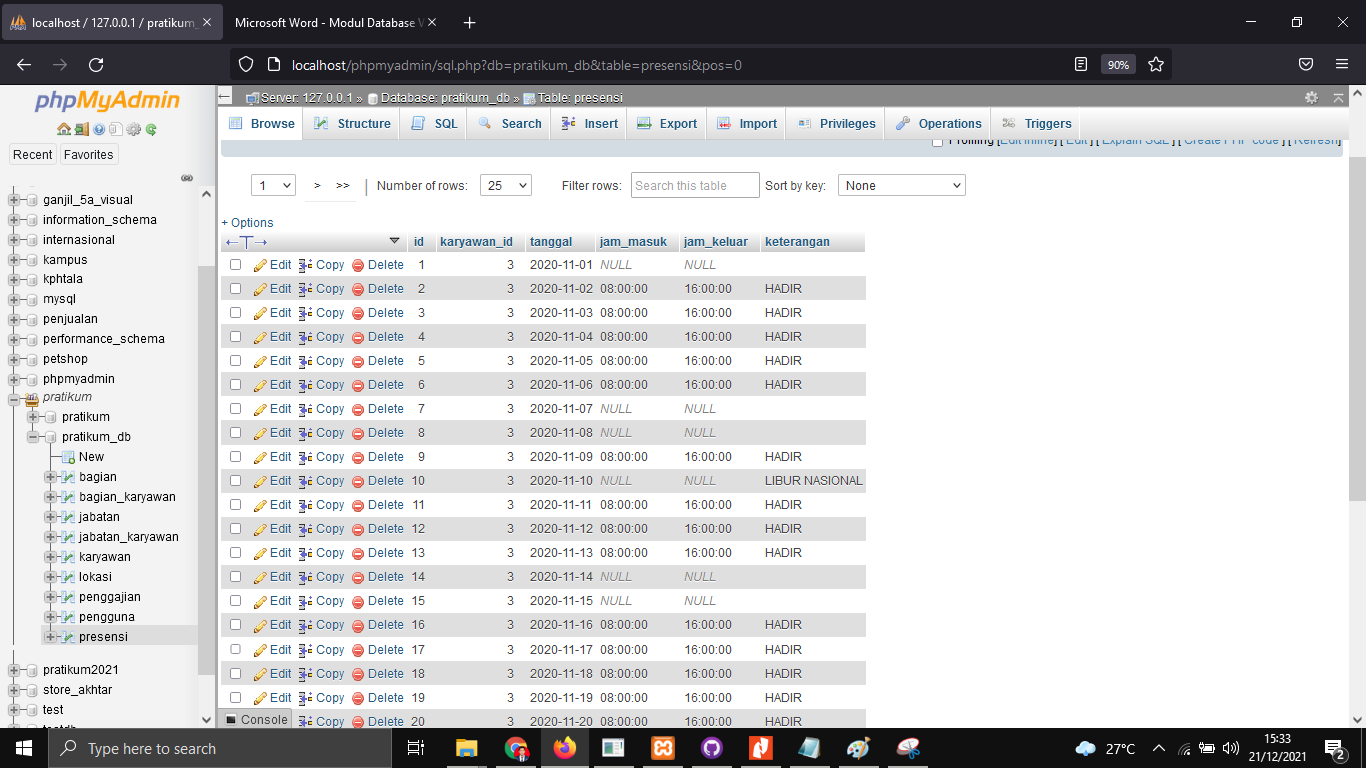 localhost / 127.0.0.1 / pratikum_
Microsoft Word - Modul Database V
localhost/phpmyadmin/sql.php?db=pratikum_db&table=presensi&pos=0
90%
phpMyAdmin
Recent Favorites
ganjil_5a_visual
information_schema
internasional
kampus
kphtala
mysql
penjualan
performance_schema
petshop
phpmyadmin
pratikum
pratikum
pratikum_db
New
bagian
bagian_karyawan
jabatan
jabatan_karyawan
karyawan
lokasi
penggajian
pengguna
presensi
pratikum2021
store_akhtar
test
testdb
Server: 127.0.0.1 » Database: pratikum_db » Table: presensi
Browse Structure SQL Search Insert Export Import Privileges Operations Triggers
Profiling [Edit inline] [ Edit ] [ Explain SQL ] [ Create PHP code ] [ Refresh]
1 > >> | Number of rows: 25 Filter rows: Search this table Sort by key: None
+ Options
←T→ id karyawan_id tanggal jam_masuk jam_keluar keterangan
Edit Copy Delete 1 3 2020-11-01 NULL NULL
Edit Copy Delete 2 3 2020-11-02 08:00:00 16:00:00 HADIR
Edit Copy Delete 3 3 2020-11-03 08:00:00 16:00:00 HADIR
Edit Copy Delete 4 3 2020-11-04 08:00:00 16:00:00 HADIR
Edit Copy Delete 5 3 2020-11-05 08:00:00 16:00:00 HADIR
Edit Copy Delete 6 3 2020-11-06 08:00:00 16:00:00 HADIR
Edit Copy Delete 7 3 2020-11-07 NULL NULL
Edit Copy Delete 8 3 2020-11-08 NULL NULL
Edit Copy Delete 9 3 2020-11-09 08:00:00 16:00:00 HADIR
Edit Copy Delete 10 3 2020-11-10 NULL NULL LIBUR NASIONAL
Edit Copy Delete 11 3 2020-11-11 08:00:00 16:00:00 HADIR
Edit Copy Delete 12 3 2020-11-12 08:00:00 16:00:00 HADIR
Edit Copy Delete 13 3 2020-11-13 08:00:00 16:00:00 HADIR
Edit Copy Delete 14 3 2020-11-14 NULL NULL
Edit Copy Delete 15 3 2020-11-15 NULL NULL
Edit Copy Delete 16 3 2020-11-16 08:00:00 16:00:00 HADIR
Edit Copy Delete 17 3 2020-11-17 08:00:00 16:00:00 HADIR
Edit Copy Delete 18 3 2020-11-18 08:00:00 16:00:00 HADIR
Edit Copy Delete 19 3 2020-11-19 08:00:00 16:00:00 HADIR
Console Copy Delete 20 3 2020-11-20 08:00:00 16:00:00 HADIR
Type here to search
27°C
15:33
21/12/2021
2